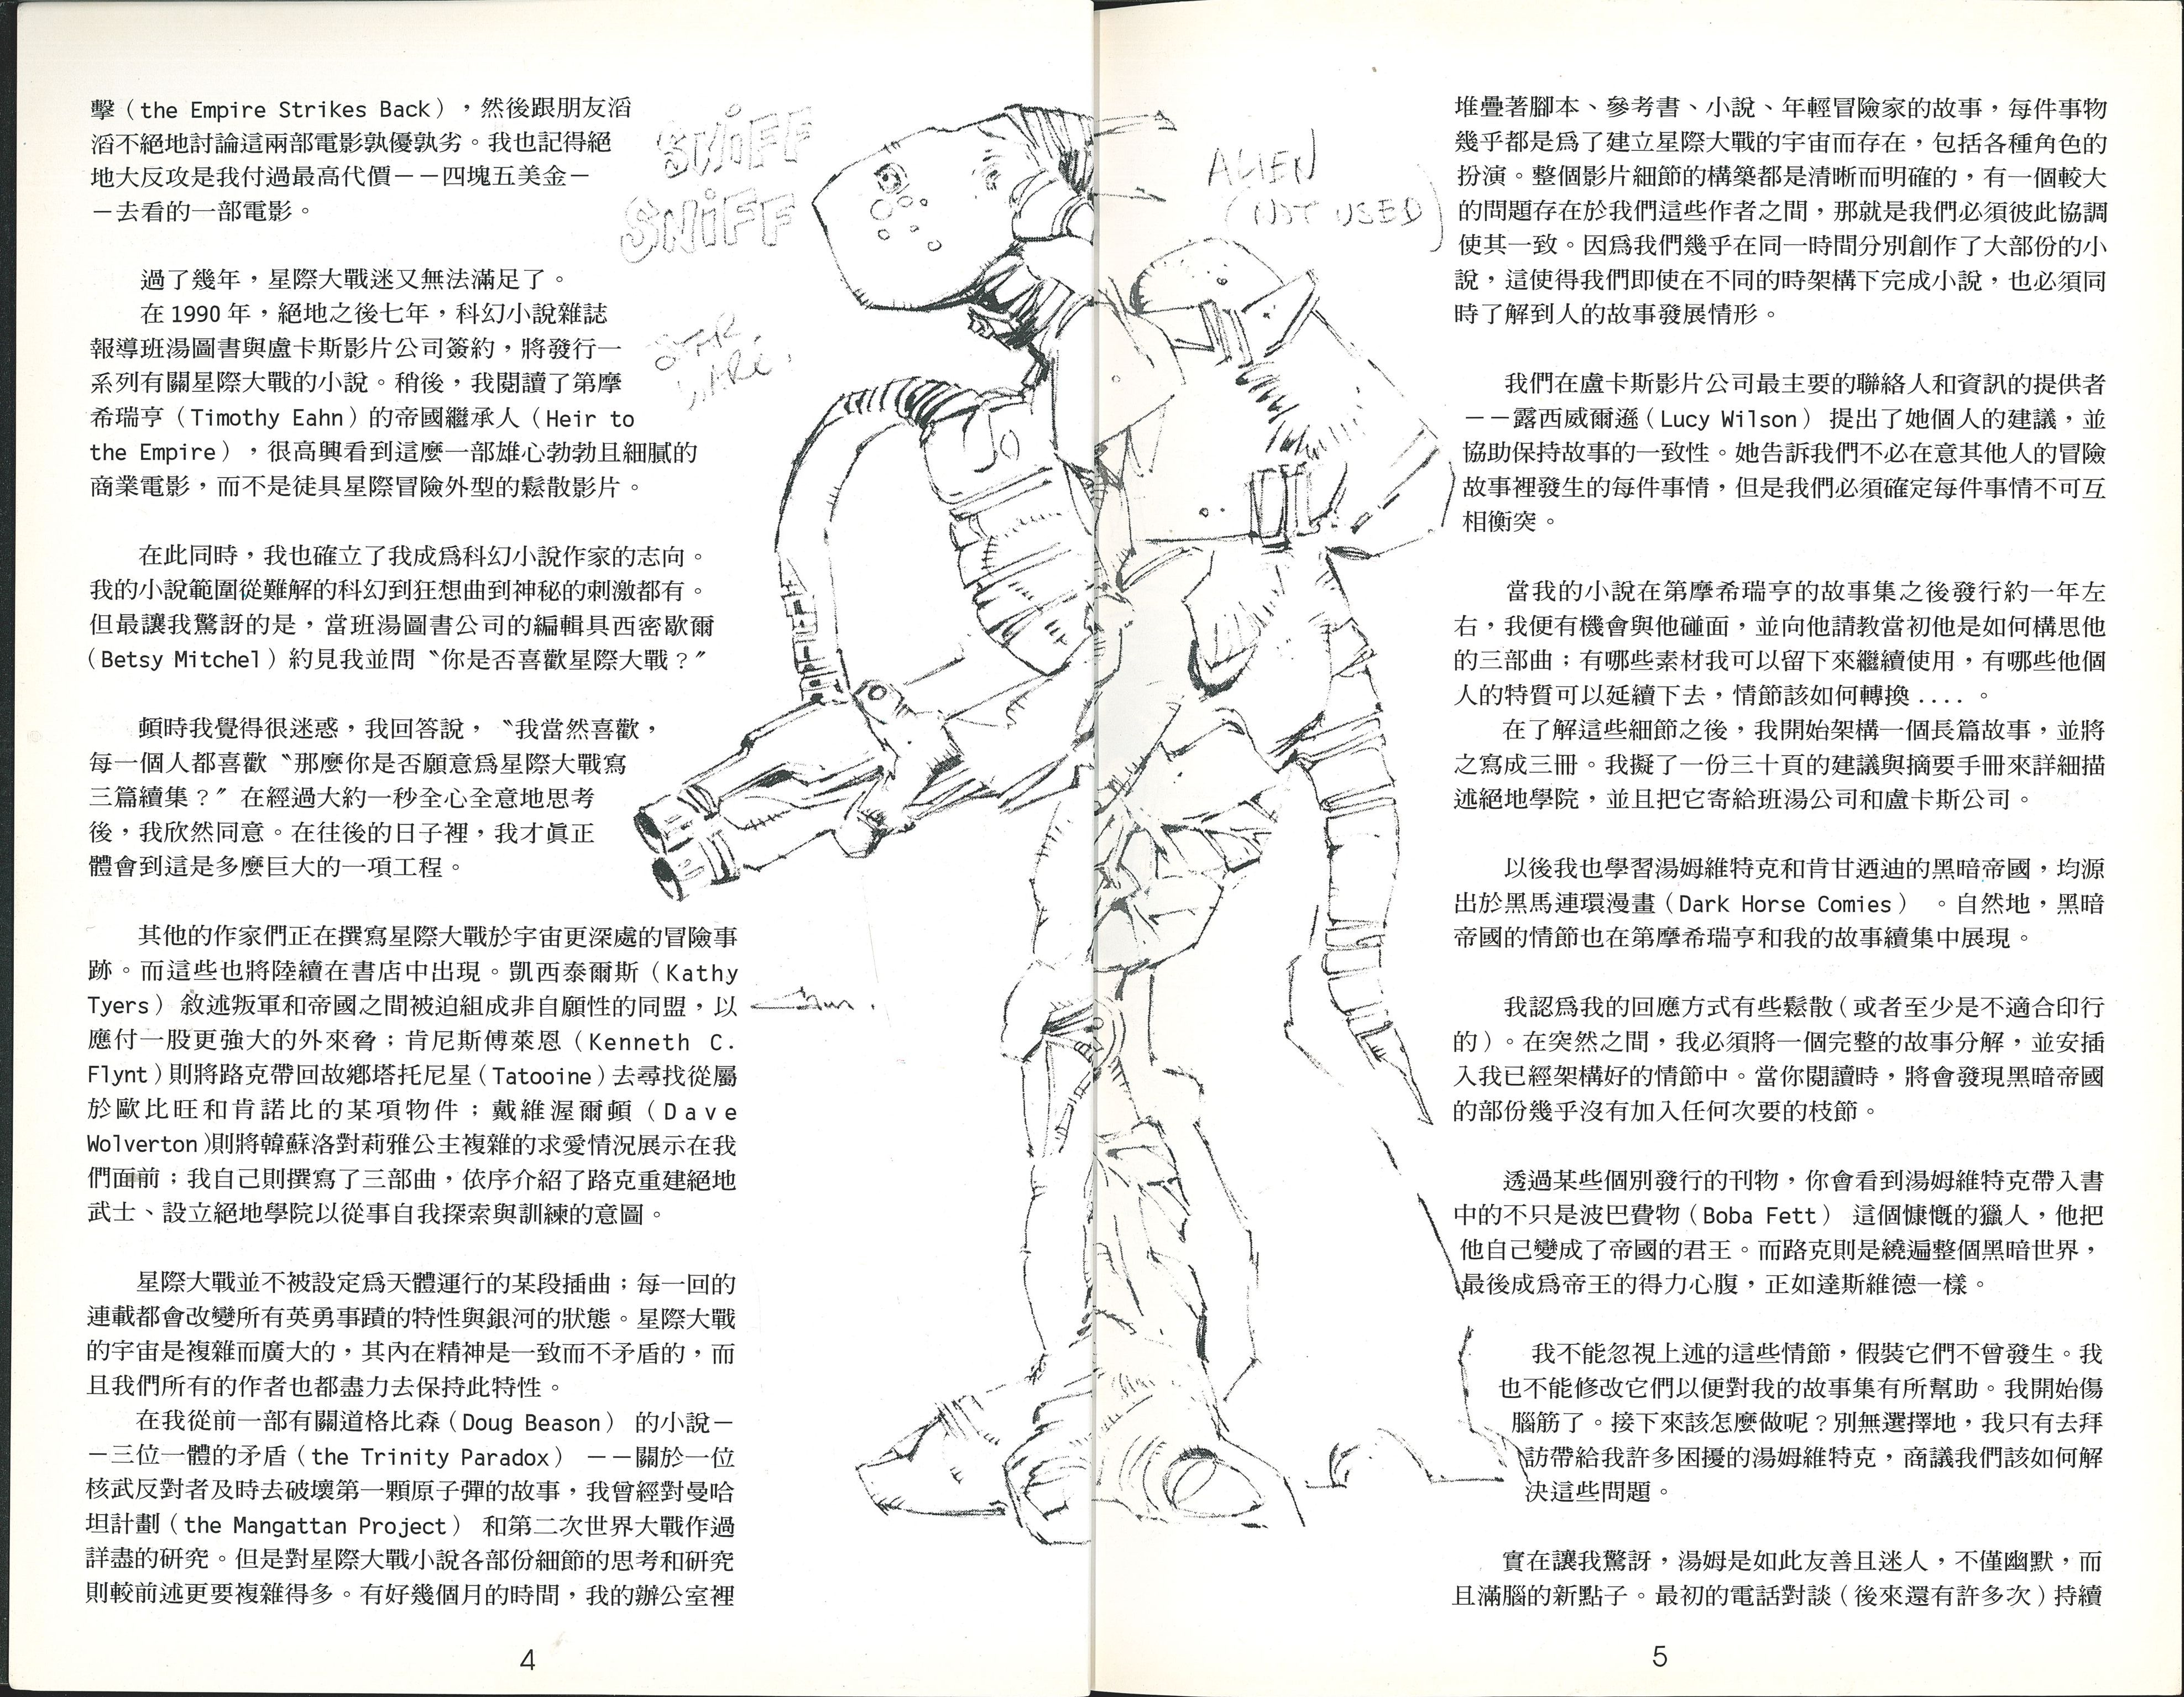 擊（the Empire Strikes Back），然後跟朋友滔
滔不絕地討論這兩部電影孰優孰劣。我也記得絕
地大反攻是我付過最高代價－－四塊五美金－
－去看的一部電影。
過了幾年，星際大戰迷又無法滿足了。
在 1990 年，絕地之後七年，科幻小說雜誌
報導班湯圖書與盧卡斯影片公司簽約，將發行一
系列有關星際大戰的小說。稍後，我閱讀了第摩
希瑞亨（Timothy Eahn）的帝國繼承人（Heir to
the Empire），很高興看到這麼一部雄心勃勃且細膩的
商業電影，而不是徒具星際冒險外型的鬆散影片。
在此同時，我也確立了我成爲科幻小說作家的志向。
我的小說範圍從難解的科幻到狂想曲到神秘的刺激都有。
但最讓我驚訝的是，當班湯圖書公司的編輯具西密歇爾
（Betsy Mitchel）約見我並問〝你是否喜歡星際大戰？〞
頓時我覺得很迷惑，我回答說，〝我當然喜歡，
每一個人都喜歡〝那麼你是否願意爲星際大戰寫
三篇續集？〞在經過大約一秒全心全意地思考
後，我欣然同意。在往後的日子裡，我才眞正
體會到這是多麼巨大的一項工程。
其他的作家們正在撰寫星際大戰於宇宙更深處的冒險事
跡。而這些也將陸續在書店中出現。凱西泰爾斯（Kathy
Tyers）敘述叛軍和帝國之間被迫組成非自願性的同盟，以
應付一股更強大的外來脅；肯尼斯傅萊恩（Kenneth C.
Flynt）則將路克帶回故鄉塔托尼星（Tatooine）去尋找從屬
於歐比旺和肯諾比的某項物件；戴維渥爾頓（Dave
Wolverton）則將韓蘇洛對莉雅公主複雜的求愛情況展示在我
們面前；我自己則撰寫了三部曲，依序介紹了路克重建絕地
武士、設立絕地學院以從事自我探索與訓練的意圖。
星際大戰並不被設定爲天體運行的某段插曲；每一回的
連載都會改變所有英勇事蹟的特性與銀河的狀態。星際大戰
的宇宙是複雜而廣大的，其內在精神是一致而不矛盾的，而
且我們所有的作者也都盡力去保持此特性。
在我從前一部有關道格比森（Doug Beason）的小說－
－三位一體的矛盾（the Trinity Paradox）－－關於一位
核武反對者及時去破壞第一顆原子彈的故事，我曾經對曼哈
坦計劃（the Mangattan Project）和第二次世界大戰作過
詳盡的研究。但是對星際大戰小說各部份細節的思考和研究
則較前述更要複雜得多。有好幾個月的時間，我的辦公室裡
4
SNIFF
SNIFF
STAR
WARS.
ALIEN
(NOT USED)
堆疊著腳本、參考書、小說、年輕冒險家的故事，每件事物
幾乎都是爲了建立星際大戰的宇宙而存在，包括各種角色的
扮演。整個影片細節的構築都是清晰而明確的，有一個較大
的問題存在於我們這些作者之間，那就是我們必須彼此協調
使其一致。因爲我們幾乎在同一時間分別創作了大部份的小
說，這使得我們即使在不同的時架構下完成小說，也必須同
時了解到人的故事發展情形。
我們在盧卡斯影片公司最主要的聯絡人和資訊的提供者
－－露西威爾遜（Lucy Wilson）提出了她個人的建議，並
協助保持故事的一致性。她告訴我們不必在意其他人的冒險
故事裡發生的每件事情，但是我們必須確定每件事情不可互
相衝突。
當我的小說在第摩希瑞亨的故事集之後發行約一年左
右，我便有機會與他碰面，並向他請教當初他是如何構思他
的三部曲；有哪些素材我可以留下來繼續使用，有哪些他個
人的特質可以延續下去，情節該如何轉換 ....。
在了解這些細節之後，我開始架構一個長篇故事，並將
之寫成三冊。我擬了一份三十頁的建議與摘要手冊來詳細描
述絕地學院，並且把它寄給班湯公司和盧卡斯公司。
以後我也學習湯姆維特克和肯甘迺迪的黑暗帝國，均源
出於黑馬連環漫畫（Dark Horse Comies）。自然地，黑暗
帝國的情節也在第摩希瑞亨和我的故事續集中展現。
我認爲我的回應方式有些鬆散（或者至少是不適合印行
的）。在突然之間，我必須將一個完整的故事分解，並安插
入我已經架構好的情節中。當你閱讀時，將會發現黑暗帝國
的部份幾乎沒有加入任何次要的枝節。
透過某些個別發行的刊物，你會看到湯姆維特克帶入書
中的不只是波巴費物（Boba Fett）這個慷慨的獵人，他把
他自己變成了帝國的君王。而路克則是繞遍整個黑暗世界，
最後成爲帝王的得力心腹，正如達斯維德一樣。
我不能忽視上述的這些情節，假裝它們不曾發生。我
也不能修改它們以便對我的故事集有所幫助。我開始傷
腦筋了。接下來該怎麼做呢？別無選擇地，我只有去拜
訪帶給我許多困擾的湯姆維特克，商議我們該如何解
決這些問題。
實在讓我驚訝，湯姆是如此友善且迷人，不僅幽默，而
且滿腦的新點子。最初的電話對談（後來還有許多次）持續
5